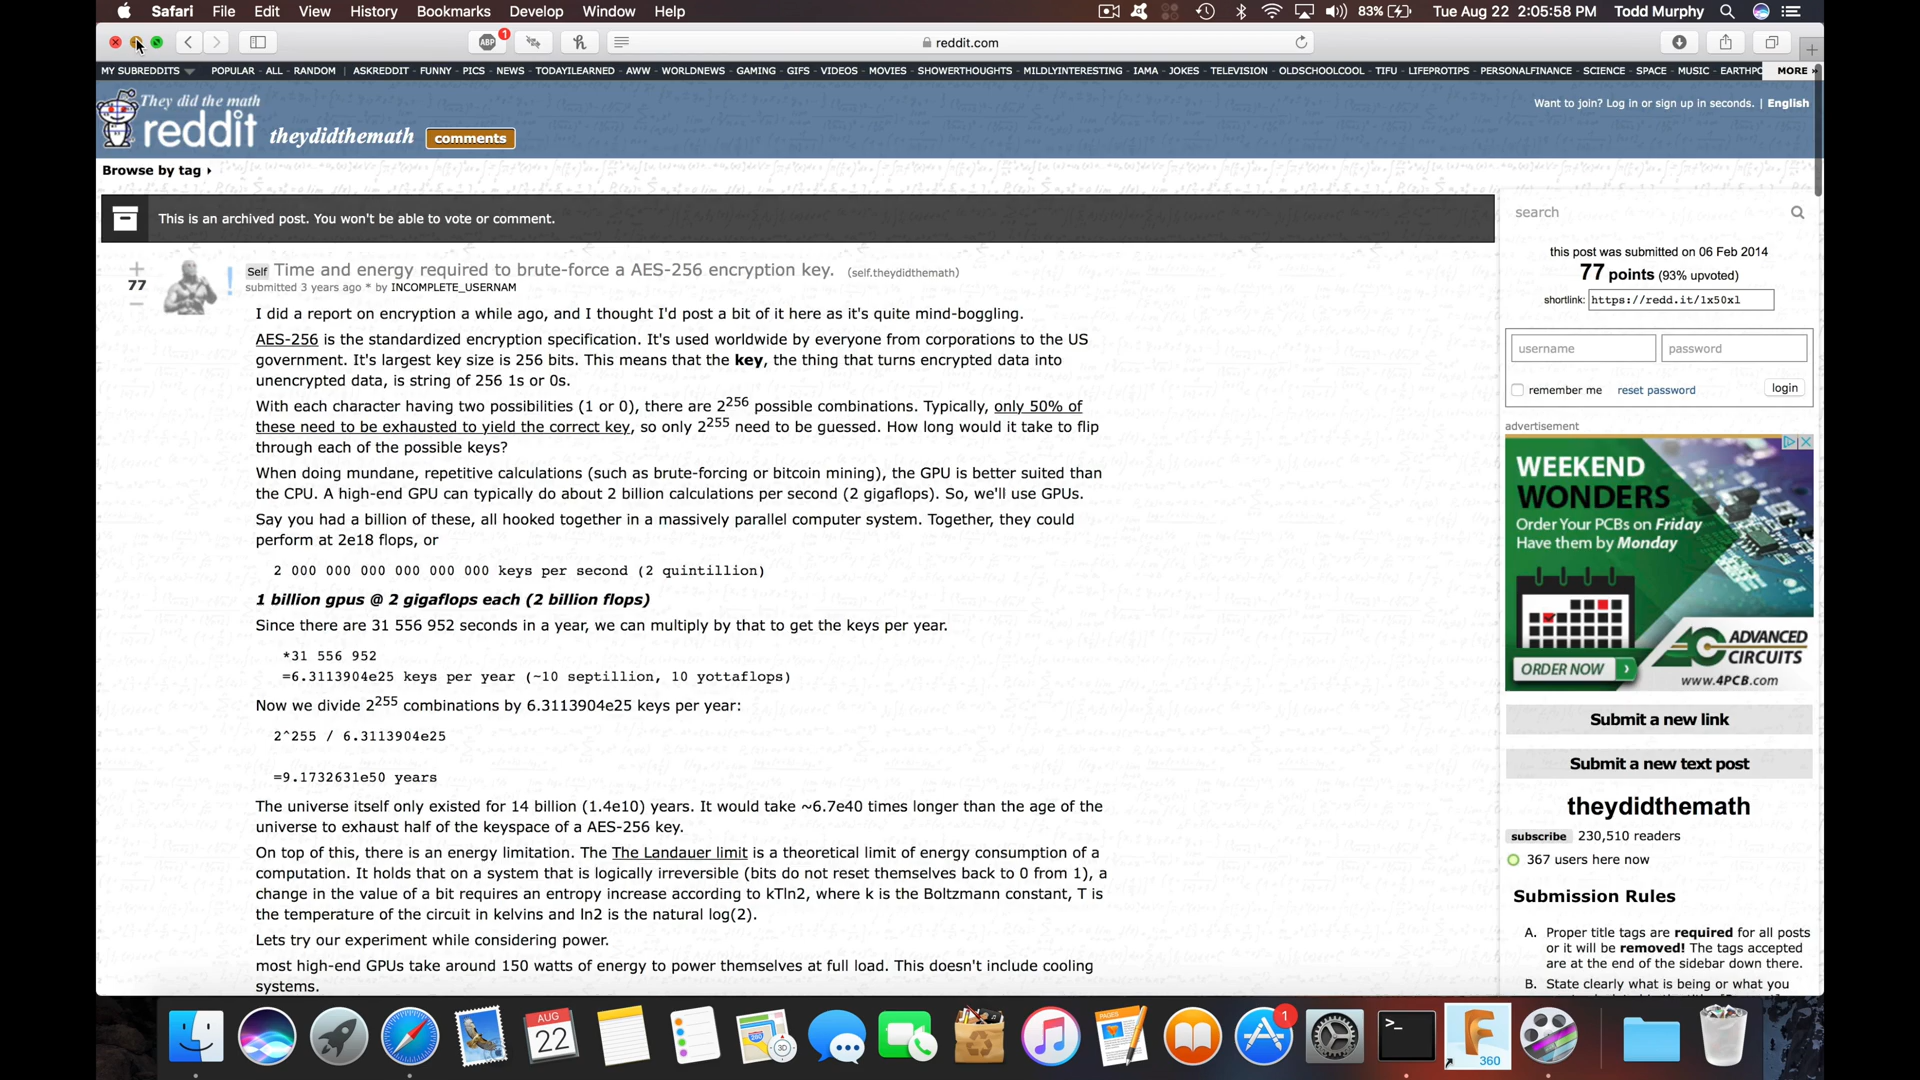 Safari File Edit View History Bookmarks Develop Window Help 83% Tue Aug 22 2:05:58 PM Todd Murphy
ABP 1 reddit.com
MY SUBREDDITS POPULAR - ALL - RANDOM | ASKREDDIT - FUNNY - PICS - NEWS - TODAYILEARNED - AWW - WORLDNEWS - GAMING - GIFS - VIDEOS - MOVIES - SHOWERTHOUGHTS - MILDLYINTERESTING - IAMA - JOKES - TELEVISION - OLDSCHOOLCOOL - TIFU - LIFEPROTIPS - PERSONALFINANCE - SCIENCE - SPACE - MUSIC - EARTHPO MORE »
They did the math
reddit theydidthemath comments
Want to join? Log in or sign up in seconds. | English
Browse by tag
This is an archived post. You won't be able to vote or comment.
77
Self Time and energy required to brute-force a AES-256 encryption key. (self.theydidthemath)
submitted 3 years ago * by INCOMPLETE_USERNAM
I did a report on encryption a while ago, and I thought I'd post a bit of it here as it's quite mind-boggling.
AES-256 is the standardized encryption specification. It's used worldwide by everyone from corporations to the US
government. It's largest key size is 256 bits. This means that the key, the thing that turns encrypted data into
unencrypted data, is string of 256 1s or 0s.
With each character having two possibilities (1 or 0), there are 2^256 possible combinations. Typically, only 50% of
these need to be exhausted to yield the correct key, so only 2^255 need to be guessed. How long would it take to flip
through each of the possible keys?
When doing mundane, repetitive calculations (such as brute-forcing or bitcoin mining), the GPU is better suited than
the CPU. A high-end GPU can typically do about 2 billion calculations per second (2 gigaflops). So, we'll use GPUs.
Say you had a billion of these, all hooked together in a massively parallel computer system. Together, they could
perform at 2e18 flops, or
2 000 000 000 000 000 000 keys per second (2 quintillion)
1 billion gpus @ 2 gigaflops each (2 billion flops)
Since there are 31 556 952 seconds in a year, we can multiply by that to get the keys per year.
*31 556 952
=6.3113904e25 keys per year (~10 septillion, 10 yottaflops)
Now we divide 2^255 combinations by 6.3113904e25 keys per year:
2^255 / 6.3113904e25
=9.1732631e50 years
The universe itself only existed for 14 billion (1.4e10) years. It would take ~6.7e40 times longer than the age of the
universe to exhaust half of the keyspace of a AES-256 key.
On top of this, there is an energy limitation. The The Landauer limit is a theoretical limit of energy consumption of a
computation. It holds that on a system that is logically irreversible (bits do not reset themselves back to 0 from 1), a
change in the value of a bit requires an entropy increase according to kTln2, where k is the Boltzmann constant, T is
the temperature of the circuit in kelvins and ln2 is the natural log(2).
Lets try our experiment while considering power.
most high-end GPUs take around 150 watts of energy to power themselves at full load. This doesn't include cooling
systems.
search
this post was submitted on 06 Feb 2014
77 points (93% upvoted)
shortlink: https://redd.it/1x50xl
username password
remember me reset password login
advertisement
WEEKEND
WONDERS
Order Your PCBs on Friday
Have them by Monday
ADVANCED
CIRCUITS
ORDER NOW
www.4PCB.com
Submit a new link
Submit a new text post
theydidthemath
subscribe 230,510 readers
367 users here now
Submission Rules
A. Proper title tags are required for all posts
or it will be removed! The tags accepted
are at the end of the sidebar down there.
B. State clearly what is being or what you
AUG
22
3D
PAGES
1
>_
360